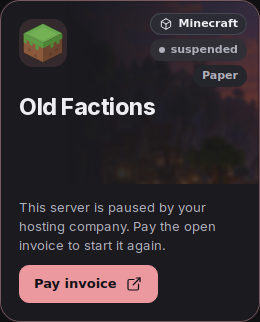 Minecraft
suspended
Paper
Old Factions
This server is paused by your
hosting company. Pay the open
invoice to start it again.
Pay invoice